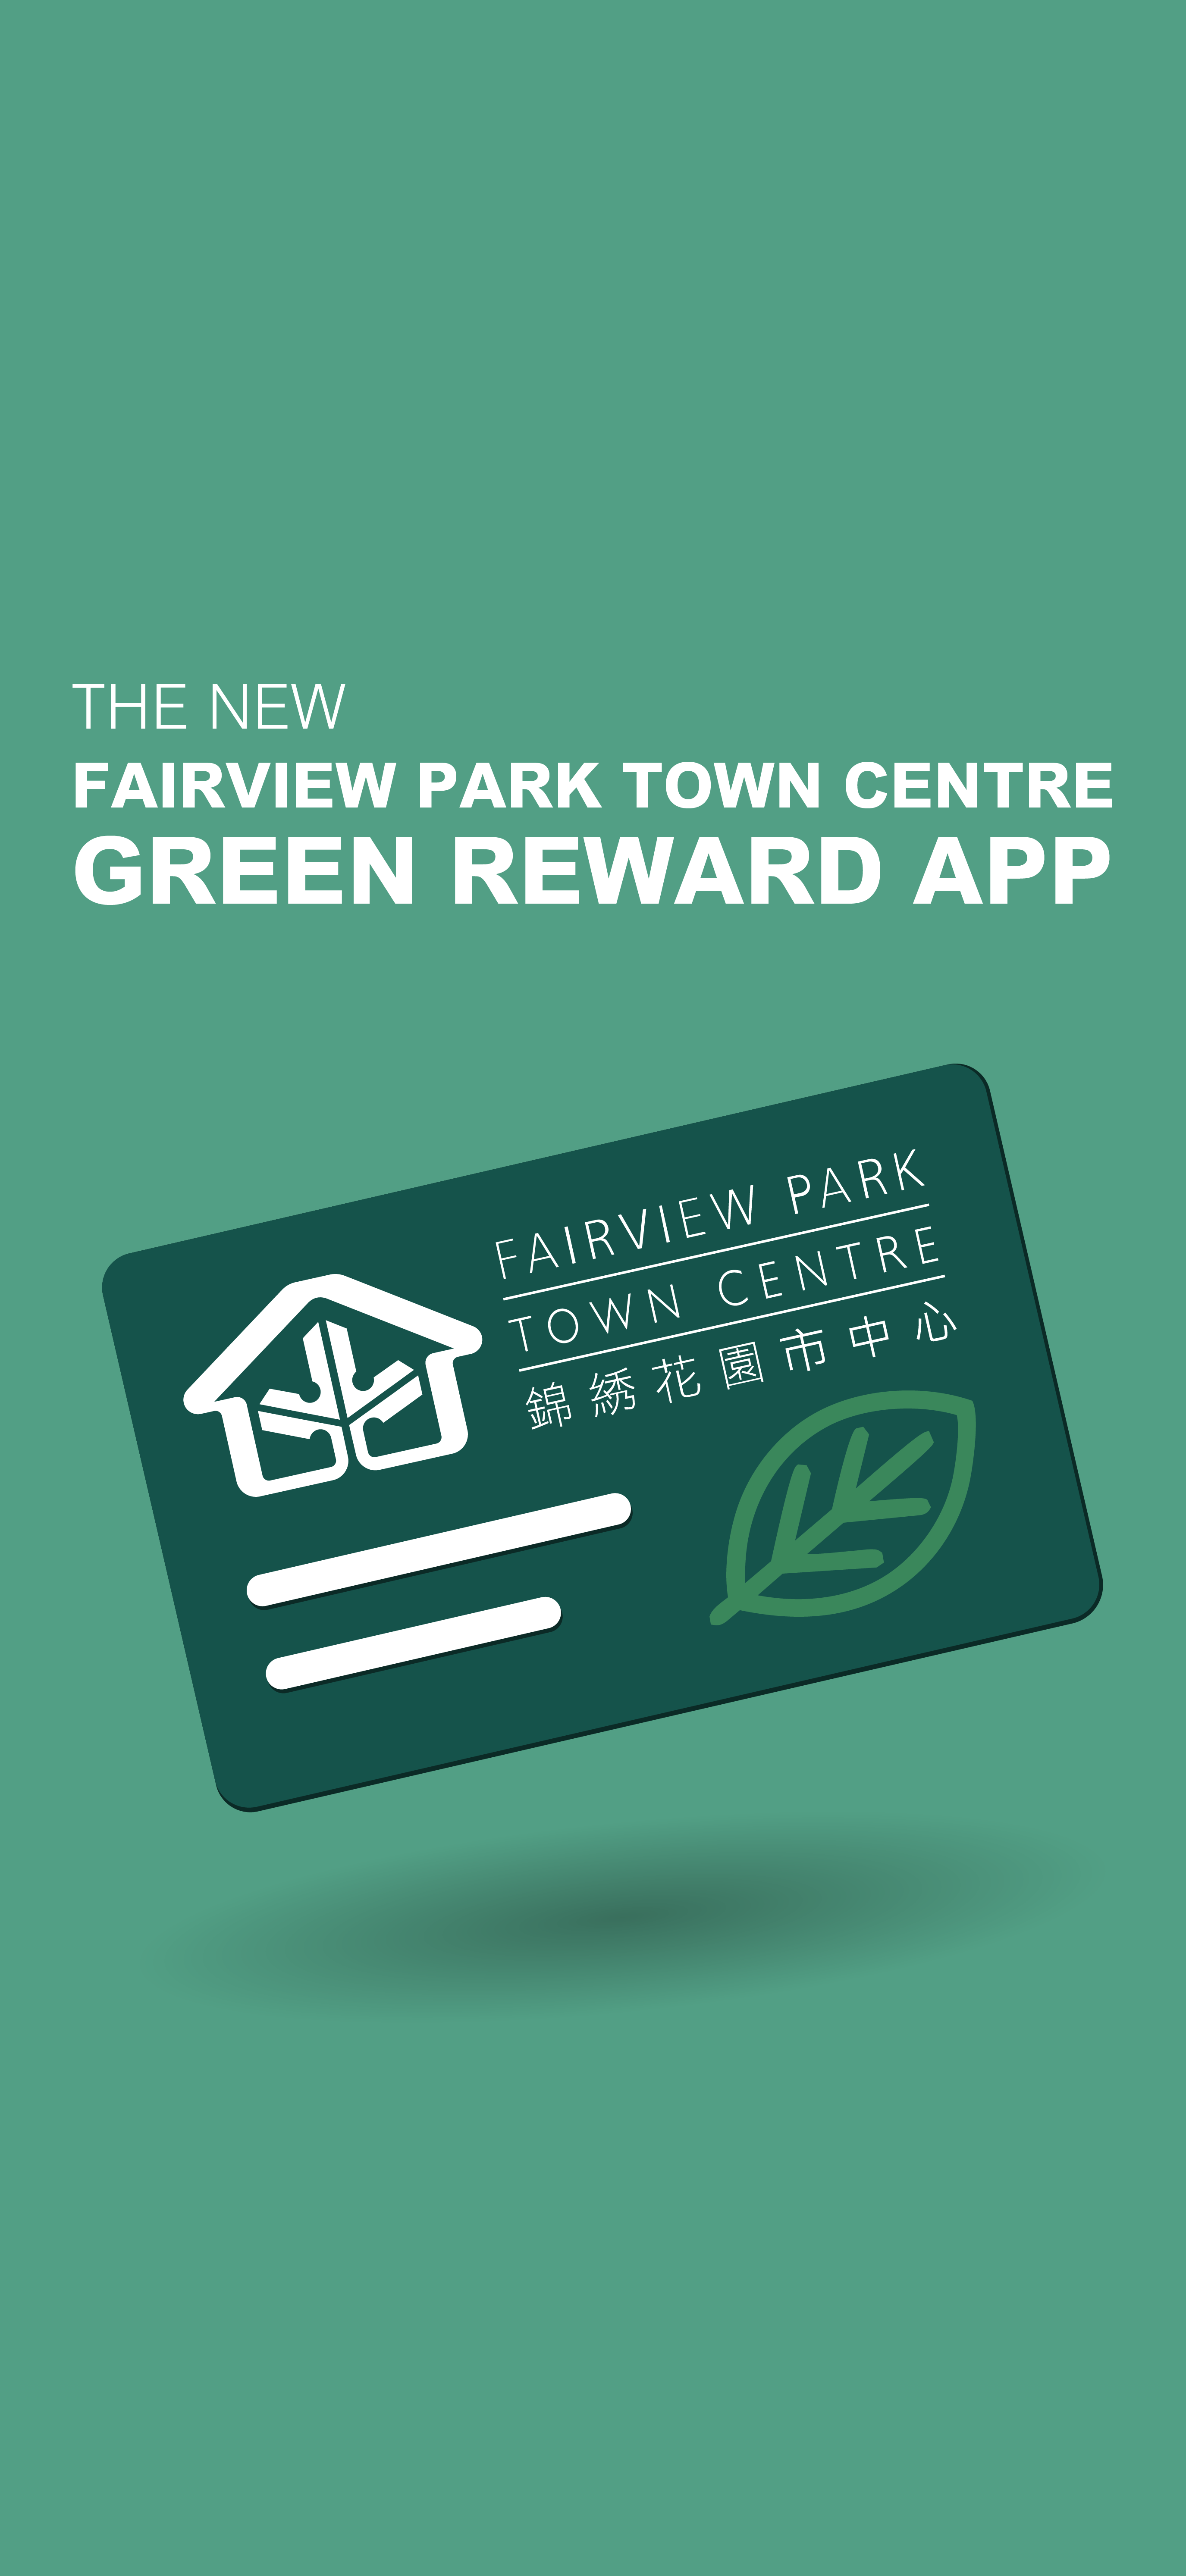 THE NEW
FAIRVIEW PARK TOWN CENTRE
GREEN REWARD APP
FAIRVIEW PARK
TOWN CENTRE
錦綉花園市中心